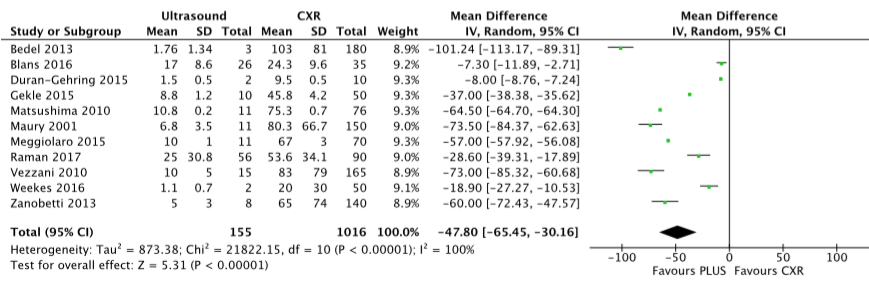 Ultrasound CXR Mean Difference Mean Difference
Study or Subgroup Mean SD Total Mean SD Total Weight IV, Random, 95% CI IV, Random, 95% CI
Bedel 2013 1.76 1.34 3 103 81 180 8.9% -101.24 [-113.17, -89.31]
Blans 2016 17 8.6 26 24.3 9.6 35 9.2% -7.30 [-11.89, -2.71]
Duran-Gehring 2015 1.5 0.5 2 9.5 0.5 10 9.3% -8.00 [-8.76, -7.24]
Gekle 2015 8.8 1.2 10 45.8 4.2 50 9.3% -37.00 [-38.38, -35.62]
Matsushima 2010 10.8 0.2 11 75.3 0.7 76 9.3% -64.50 [-64.70, -64.30]
Maury 2001 6.8 3.5 11 80.3 66.7 150 9.0% -73.50 [-84.37, -62.63]
Meggiolaro 2015 10 1 11 67 3 70 9.3% -57.00 [-57.92, -56.08]
Raman 2017 25 30.8 56 53.6 34.1 90 9.0% -28.60 [-39.31, -17.89]
Vezzani 2010 10 5 15 83 79 165 8.9% -73.00 [-85.32, -60.68]
Weekes 2016 1.1 0.7 2 20 30 50 9.1% -18.90 [-27.27, -10.53]
Zanobetti 2013 5 3 8 65 74 140 8.9% -60.00 [-72.43, -47.57]
Total (95% CI) 155 1016 100.0% -47.80 [-65.45, -30.16]
Heterogeneity: Tau² = 873.38; Chi² = 21822.15, df = 10 (P < 0.00001); I² = 100%
Test for overall effect: Z = 5.31 (P < 0.00001)
-100 -50 0 50 100
Favours PLUS Favours CXR